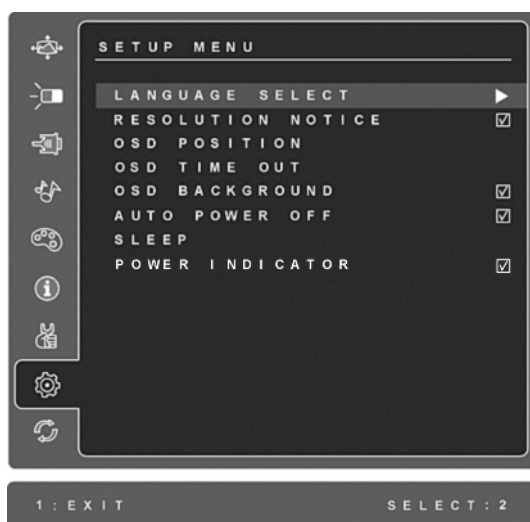 SETUP MENU
LANGUAGE SELECT
RESOLUTION NOTICE
OSD POSITION
OSD TIME OUT
OSD BACKGROUND
AUTO POWER OFF
SLEEP
POWER INDICATOR
1:EXIT SELECT:2